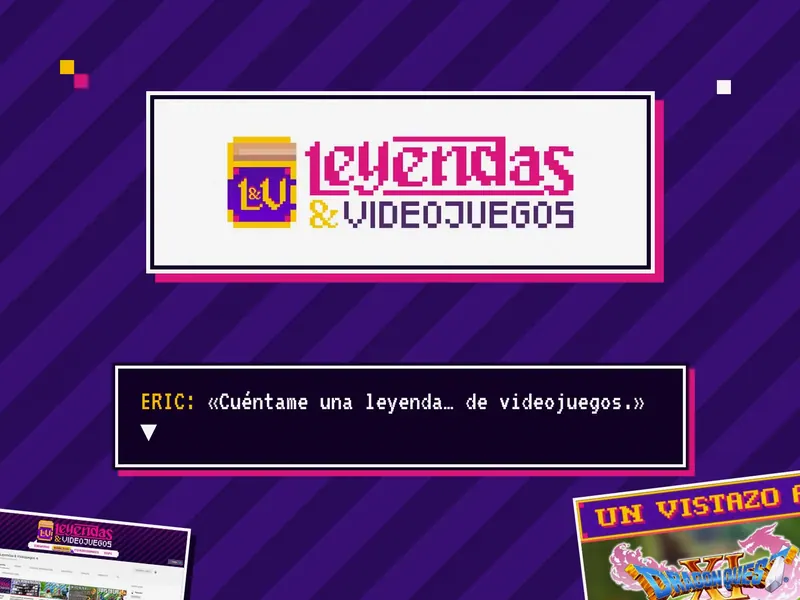 L&V
Leyendas
& VIDEOJUEGOS
ERIC: «Cuéntame una leyenda… de videojuegos.»
Leyendas
& VIDEOJUEGOS
UN VISTAZO A
DRAGON QUEST
XI